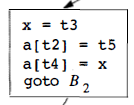 x = t3
a[t2] = t5
a[t4] = x
goto B₂